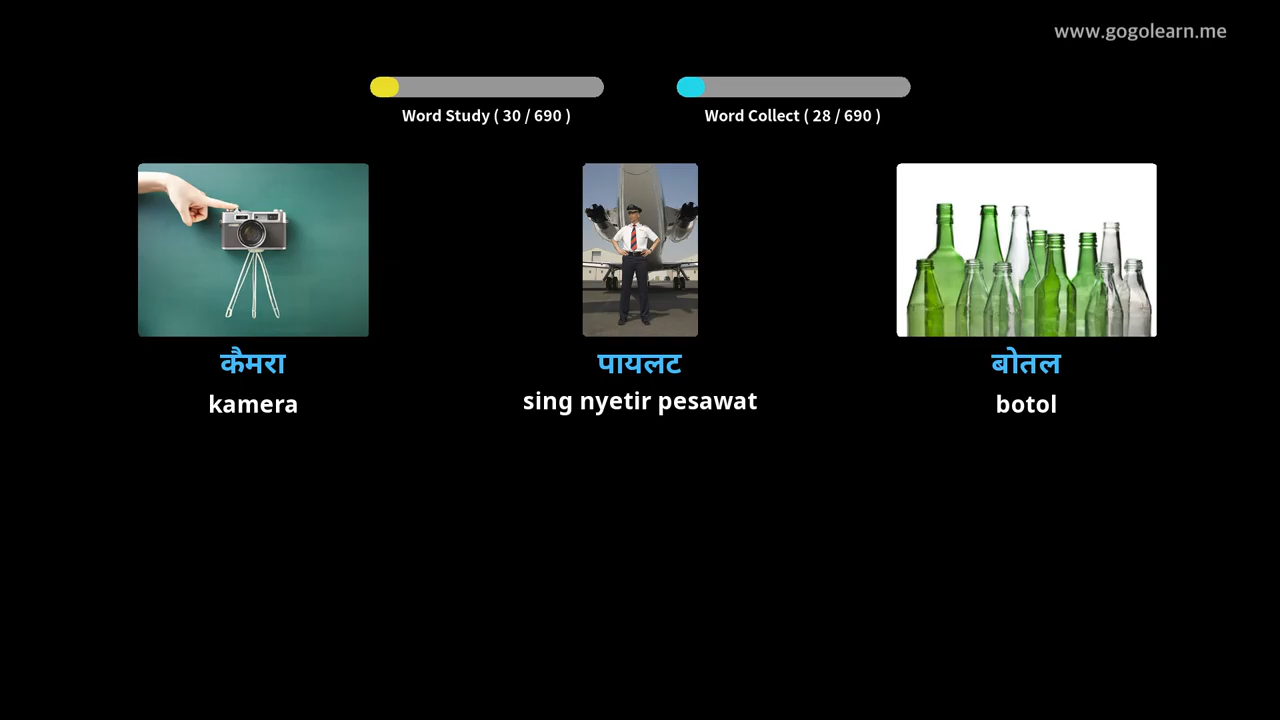 www.gogolearn.me
Word Study ( 30 / 690 )
Word Collect ( 28 / 690 )
कैमरा
kamera
पायलट
sing nyetir pesawat
बोतल
botol